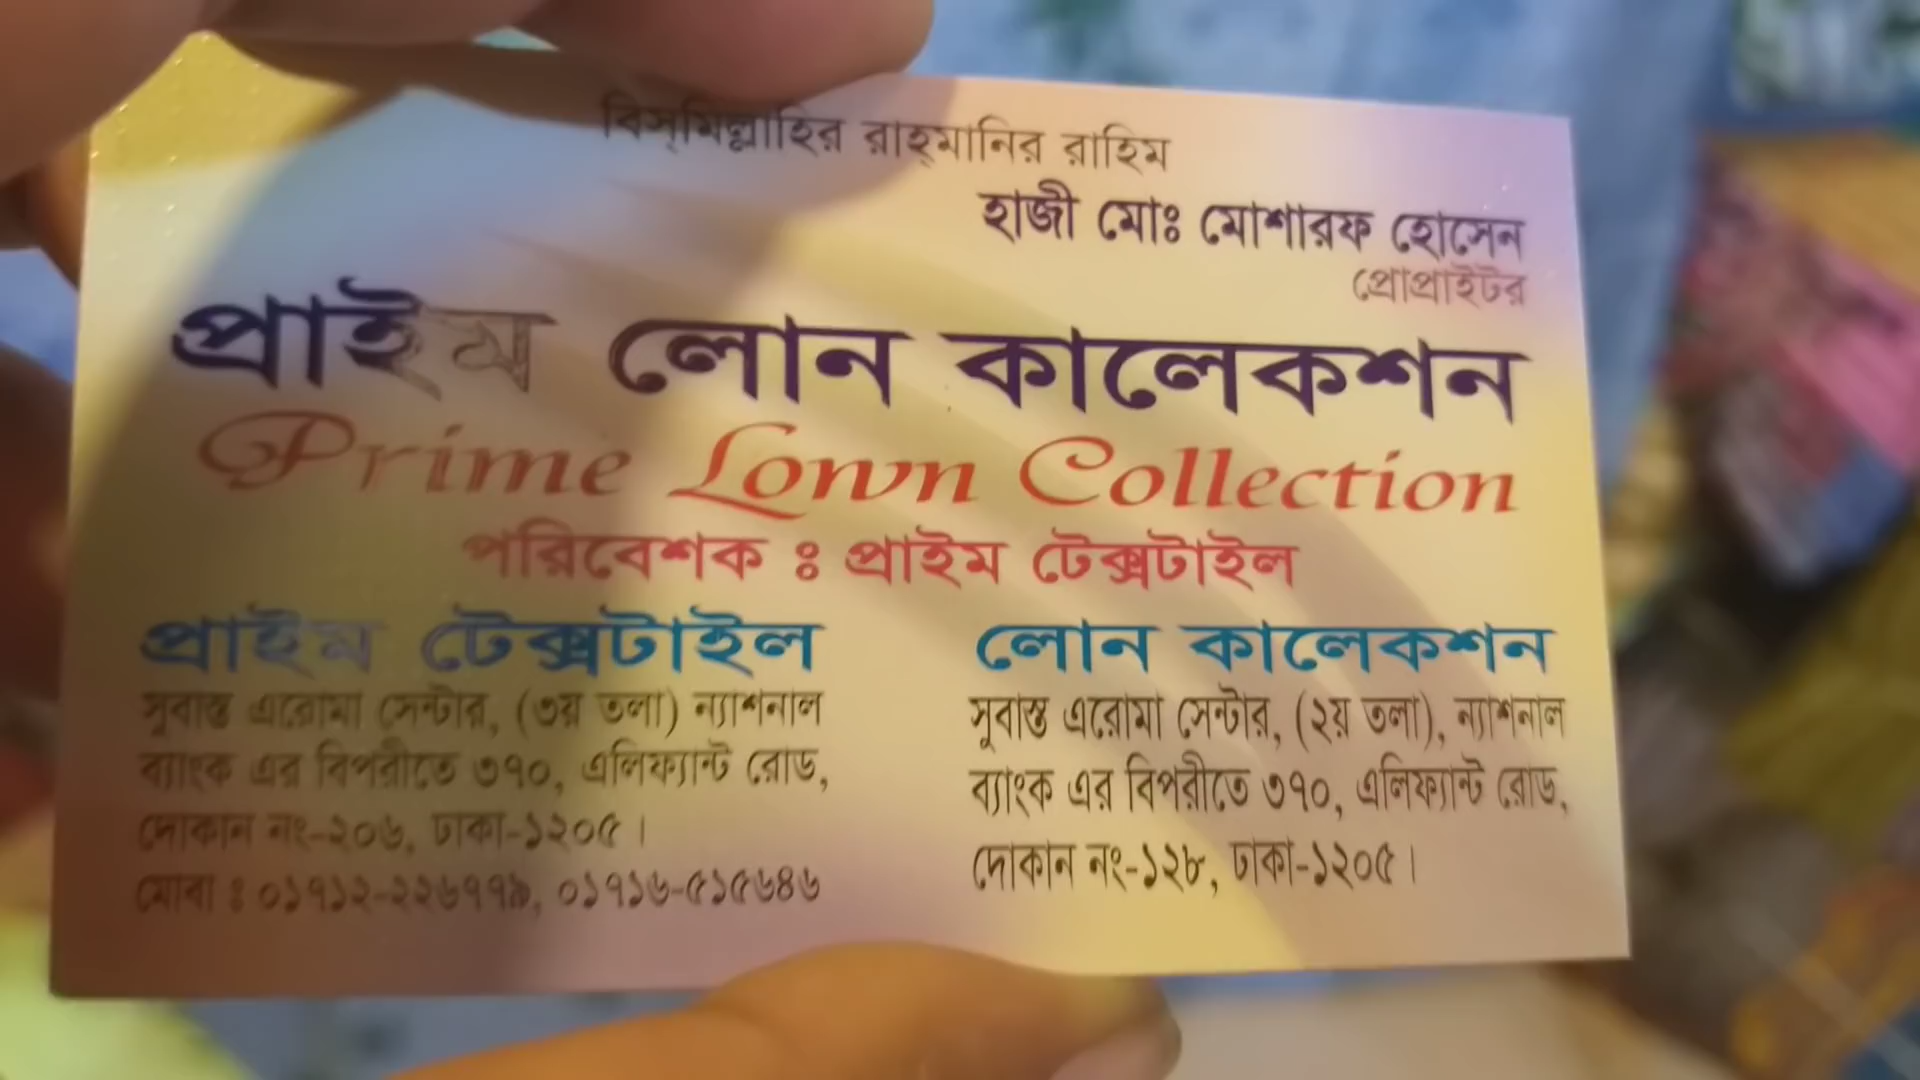 বিস্‌মিল্লাহির রাহ্‌মানির রাহিম
হাজী মোঃ মোশারফ হোসেন
প্রোপ্রাইটর
প্রাইম লোন কালেকশন
Prime Lown Collection
পরিবেশক ঃ প্রাইম টেক্সটাইল
প্রাইম টেক্সটাইল
সুবাস্ত এরোমা সেন্টার, (৩য় তলা) ন্যাশনাল
ব্যাংক এর বিপরীতে ৩৭০, এলিফ্যান্ট রোড,
দোকান নং-২০৬, ঢাকা-১২০৫।
মোবা ঃ ০১৭১২-২২৬৭৭৯, ০১৭১৬-৫১৫৬৪৬
লোন কালেকশন
সুবাস্ত এরোমা সেন্টার, (২য় তলা), ন্যাশনাল
ব্যাংক এর বিপরীতে ৩৭০, এলিফ্যান্ট রোড,
দোকান নং-১২৮, ঢাকা-১২০৫।